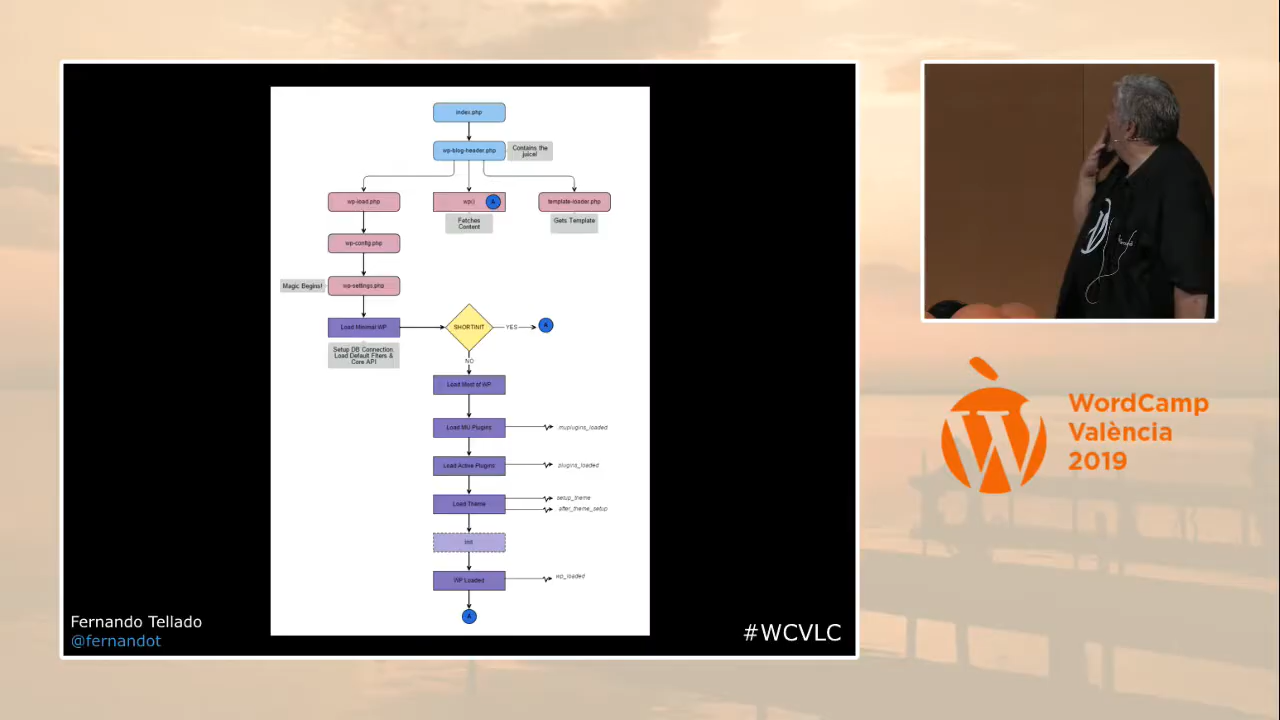 index.php
wp-blog-header.php
Contains the
juice!
wp-load.php
wp()
A
template-loader.php
Fetches
Content
Gets Template
wp-config.php
Magic Begins!
wp-settings.php
Load Minimal WP
SHORTINIT
YES
A
Setup DB Connection
Load Default Filters &
Core API
NO
Load Most of WP
Load MU Plugins
muplugins_loaded
Load Active Plugins
plugins_loaded
Load Theme
setup_theme
after_theme_setup
init
WP Loaded
wp_loaded
A
Fernando Tellado
@fernandot
#WCVLC
WordCamp
València
2019